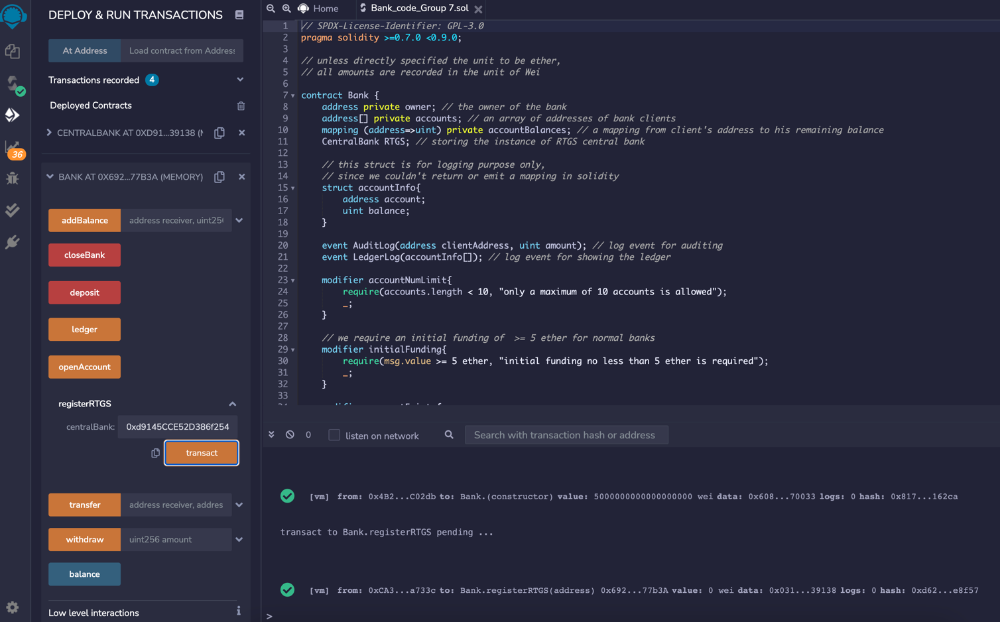 DEPLOY & RUN TRANSACTIONS
At Address
Load contract from Address
Transactions recorded 4
Deployed Contracts
CENTRALBANK AT 0XD91...39138 (
36
BANK AT 0X692...77B3A (MEMORY)
addBalance
address receiver, uint25
closeBank
deposit
ledger
openAccount
registerRTGS
centralBank: 0xd9145CCE52D386f254
transact
transfer
address receiver, addres
withdraw
uint256 amount
balance
Low level interactions
i
Home
Bank_code_Group 7.sol
1 // SPDX-License-Identifier: GPL-3.0
2 pragma solidity >=0.7.0 <0.9.0;
3
4 // unless directly specified the unit to be ether,
5 // all amounts are recorded in the unit of Wei
6
7 contract Bank {
8 address private owner; // the owner of the bank
9 address[] private accounts; // an array of addresses of bank clients
10 mapping (address=>uint) private accountBalances; // a mapping from client's address to his remaining balance
11 CentralBank RTGS; // storing the instance of RTGS central bank
12
13 // this struct is for logging purpose only,
14 // since we couldn't return or emit a mapping in solidity
15 struct accountInfo{
16 address account;
17 uint balance;
18 }
19
20 event AuditLog(address clientAddress, uint amount); // log event for auditing
21 event LedgerLog(accountInfo[]); // log event for showing the ledger
22
23 modifier accountNumLimit{
24 require(accounts.length < 10, "only a maximum of 10 accounts is allowed");
25 _;
26 }
27
28 // we require an initial funding of  >= 5 ether for normal banks
29 modifier initialFunding{
30 require(msg.value >= 5 ether, "initial funding no less than 5 ether is required");
31 _;
32 }
33
0
listen on network
Search with transaction hash or address
[vm] from: 0x4B2...C02db to: Bank.(constructor) value: 5000000000000000000 wei data: 0x608...70033 logs: 0 hash: 0x817...162ca
transact to Bank.registerRTGS pending ...
[vm] from: 0xCA3...a733c to: Bank.registerRTGS(address) 0x692...77b3A value: 0 wei data: 0x031...39138 logs: 0 hash: 0xd62...e8f57
>